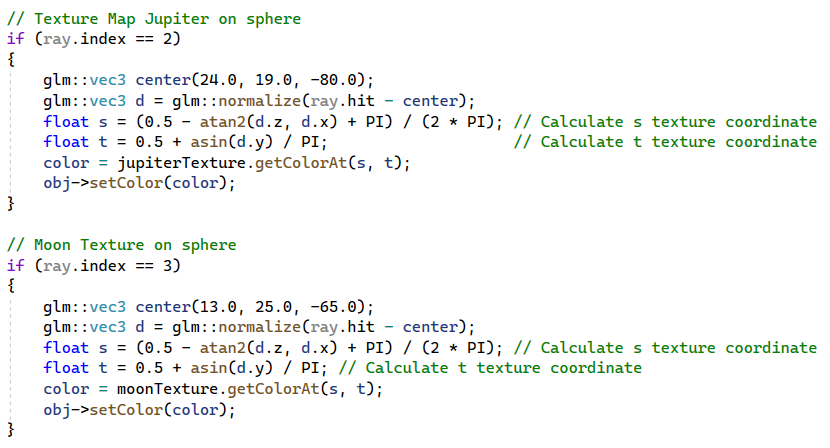 // Texture Map Jupiter on sphere
if (ray.index == 2)
{
    glm::vec3 center(24.0, 19.0, -80.0);
    glm::vec3 d = glm::normalize(ray.hit - center);
    float s = (0.5 - atan2(d.z, d.x) + PI) / (2 * PI); // Calculate s texture coordinate
    float t = 0.5 + asin(d.y) / PI;                    // Calculate t texture coordinate
    color = jupiterTexture.getColorAt(s, t);
    obj->setColor(color);
}

// Moon Texture on sphere
if (ray.index == 3)
{
    glm::vec3 center(13.0, 25.0, -65.0);
    glm::vec3 d = glm::normalize(ray.hit - center);
    float s = (0.5 - atan2(d.z, d.x) + PI) / (2 * PI); // Calculate s texture coordinate
    float t = 0.5 + asin(d.y) / PI; // Calculate t texture coordinate
    color = moonTexture.getColorAt(s, t);
    obj->setColor(color);
}